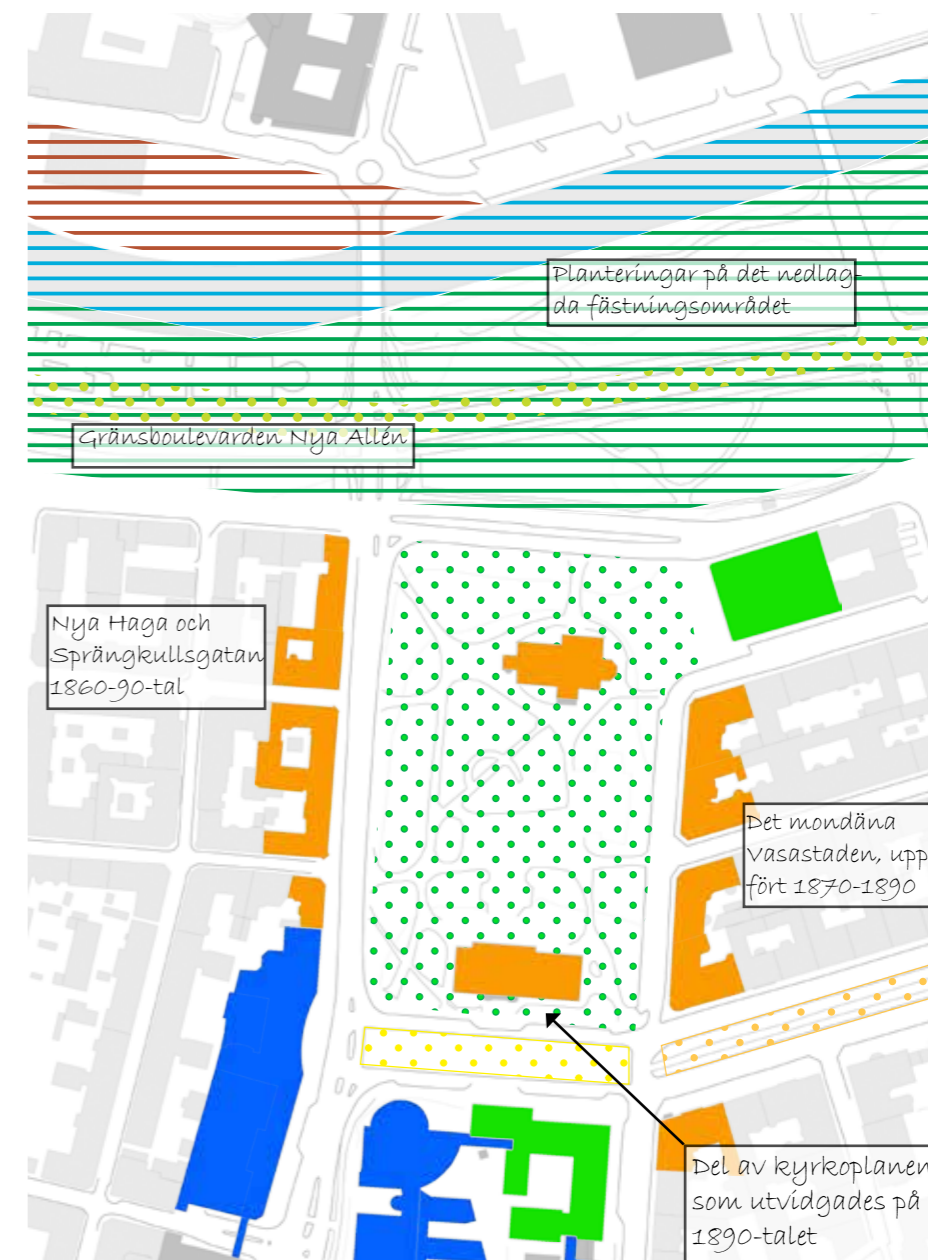 Planteringar på det nedlag-
da fästningsområdet
Gränsboulevarden Nya Allén
Nya Haga och
Sprängkullsgatan
1860-90-tal
Det mondäna
Vasastaden, upp
fört 1870-1890
Del av kyrkoplanen
som utvidgades på
1890-talet